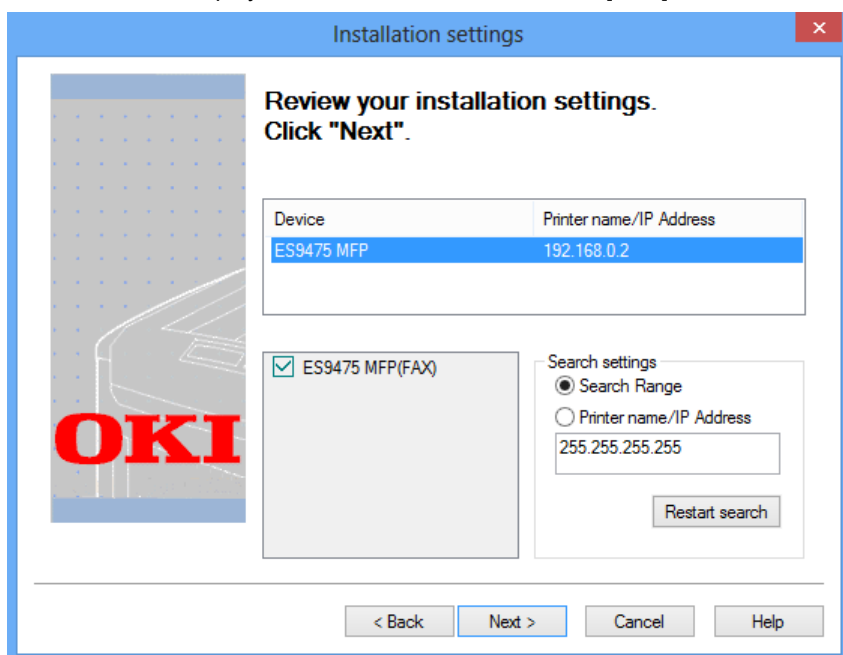 Installation settings
Review your installation settings.
Click "Next".
Device Printer name/IP Address
ES9475 MFP 192.168.0.2
ES9475 MFP(FAX)
Search settings
Search Range
Printer name/IP Address
255.255.255.255
Restart search
OKI
< Back Next > Cancel Help